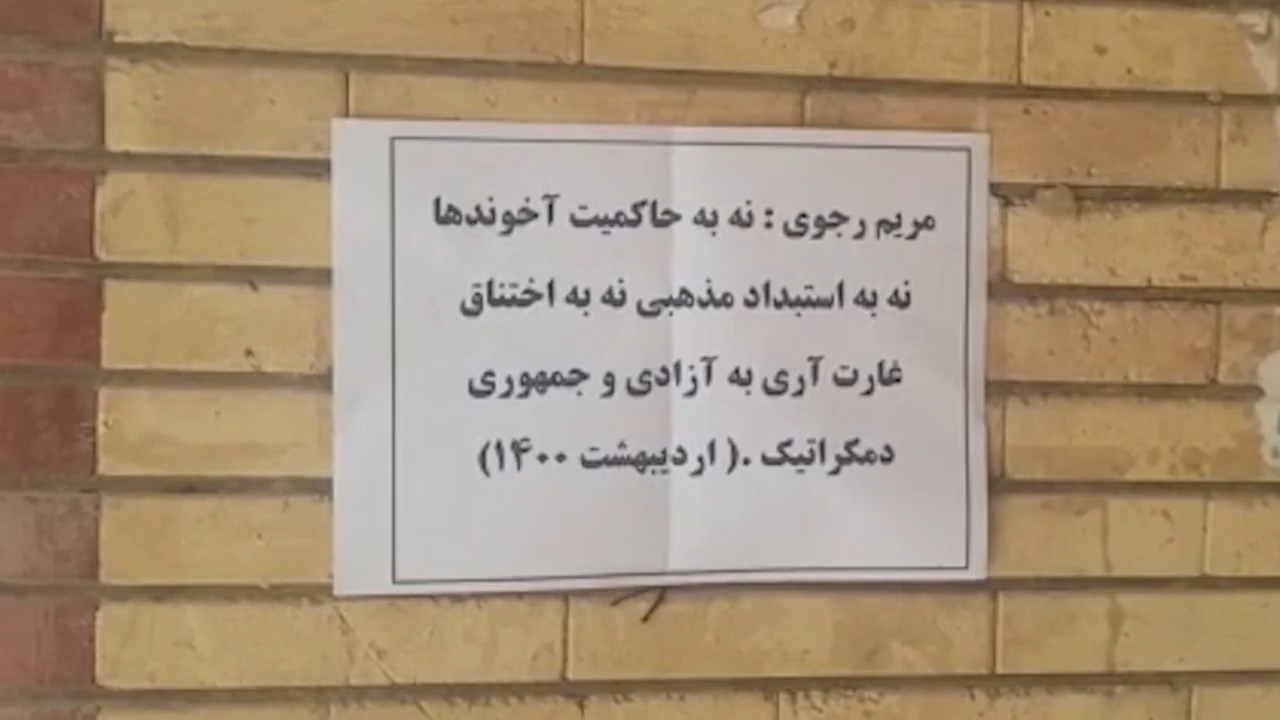 مریم رجوی : نه به حاکمیت آخوندها
نه به استبداد مذهبی نه به اختناق
غارت آری به آزادی و جمهوری
دمکراتیک .( اردیبهشت ۱۴۰۰)